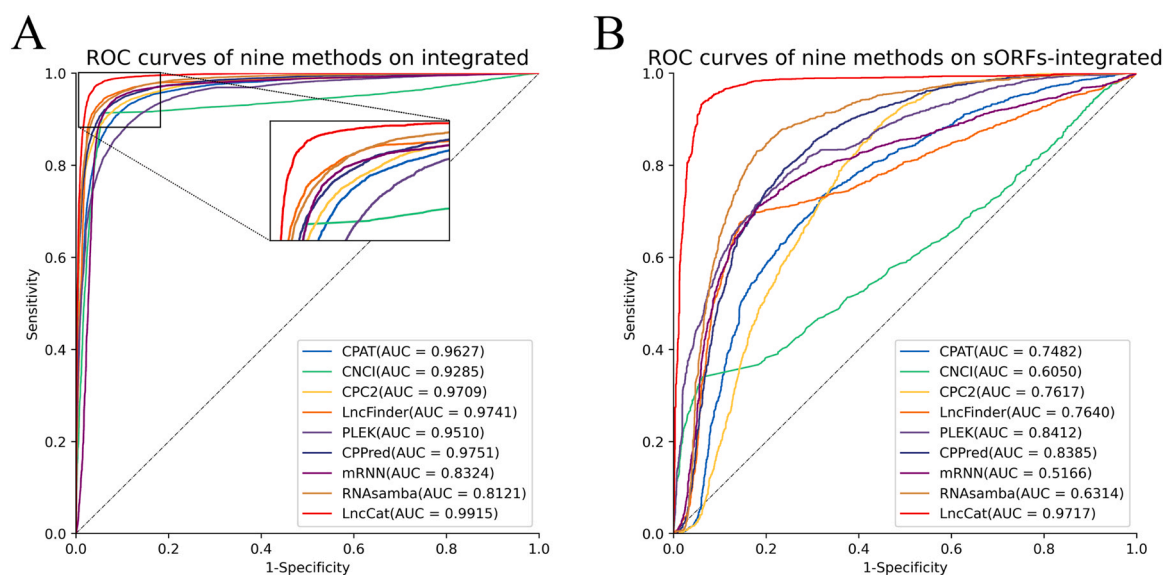 A
ROC curves of nine methods on integrated
1.0
0.8
0.6
0.4
0.2
0.0
Sensitivity
CPAT(AUC = 0.9627)
CNCI(AUC = 0.9285)
CPC2(AUC = 0.9709)
LncFinder(AUC = 0.9741)
PLEK(AUC = 0.9510)
CPPred(AUC = 0.9751)
mRNN(AUC = 0.8324)
RNAsamba(AUC = 0.8121)
LncCat(AUC = 0.9915)
0.0 0.2 0.4 0.6 0.8 1.0
1-Specificity
B
ROC curves of nine methods on sORFs-integrated
1.0
0.8
0.6
0.4
0.2
0.0
Sensitivity
CPAT(AUC = 0.7482)
CNCI(AUC = 0.6050)
CPC2(AUC = 0.7617)
LncFinder(AUC = 0.7640)
PLEK(AUC = 0.8412)
CPPred(AUC = 0.8385)
mRNN(AUC = 0.5166)
RNAsamba(AUC = 0.6314)
LncCat(AUC = 0.9717)
0.0 0.2 0.4 0.6 0.8 1.0
1-Specificity